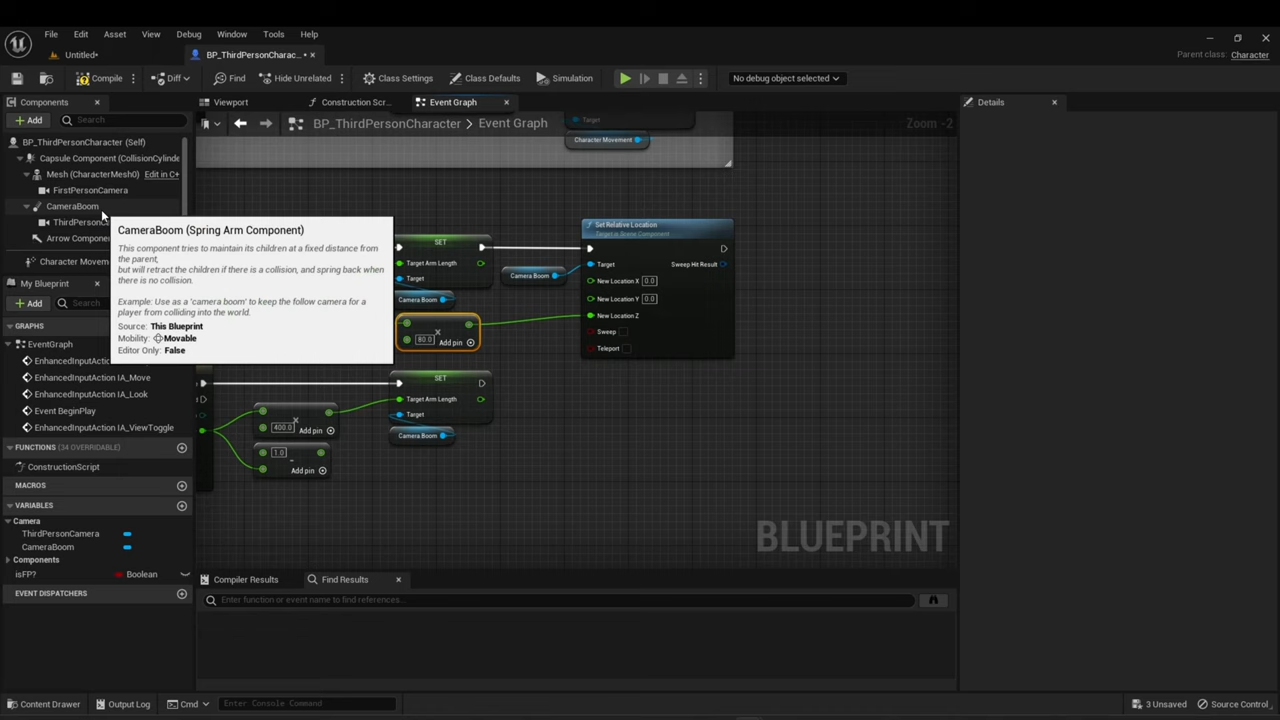 File Edit Asset View Debug Window Tools Help
Parent class: Character
Untitled*
BP_ThirdPersonCharac... •
Compile
Diff
Find
Hide Unrelated
Class Settings
Class Defaults
Simulation
No debug object selected
Components
Viewport
Construction Scr...
Event Graph
Details
+ Add
Search
BP_ThirdPersonCharacter > Event Graph
Zoom -2
BP_ThirdPersonCharacter (Self)
Capsule Component (CollisionCylinde
Mesh (CharacterMesh0) Edit in C+
FirstPersonCamera
CameraBoom
ThirdPersonC
Arrow Compone
Character Movem
Target
Character Movement
CameraBoom (Spring Arm Component)
This component tries to maintain its children at a fixed distance from
the parent,
but will retract the children if there is a collision, and spring back when
there is no collision.
Example: Use as a 'camera boom' to keep the follow camera for a
player from colliding into the world.
Source: This Blueprint
Mobility: Movable
Editor Only: False
SET
Target Arm Length
Target
Camera Boom
80.0
Add pin
Camera Boom
Set Relative Location
Target is Scene Component
Target
Sweep Hit Result
New Location X 0.0
New Location Y 0.0
New Location Z
Sweep
Teleport
My Blueprint
+ Add
Search
GRAPHS
EventGraph
EnhancedInputActio
EnhancedInputAction IA_Move
EnhancedInputAction IA_Look
Event BeginPlay
EnhancedInputAction IA_ViewToggle
FUNCTIONS (34 OVERRIDABLE)
ConstructionScript
MACROS
VARIABLES
Camera
ThirdPersonCamera
CameraBoom
Components
isFP? Boolean
EVENT DISPATCHERS
SET
Target Arm Length
Target
Camera Boom
400.0
Add pin
1.0
Add pin
BLUEPRINT
Compiler Results
Find Results
Enter function or event name to find references...
Content Drawer
Output Log
Cmd
Enter Console Command
3 Unsaved
Source Control